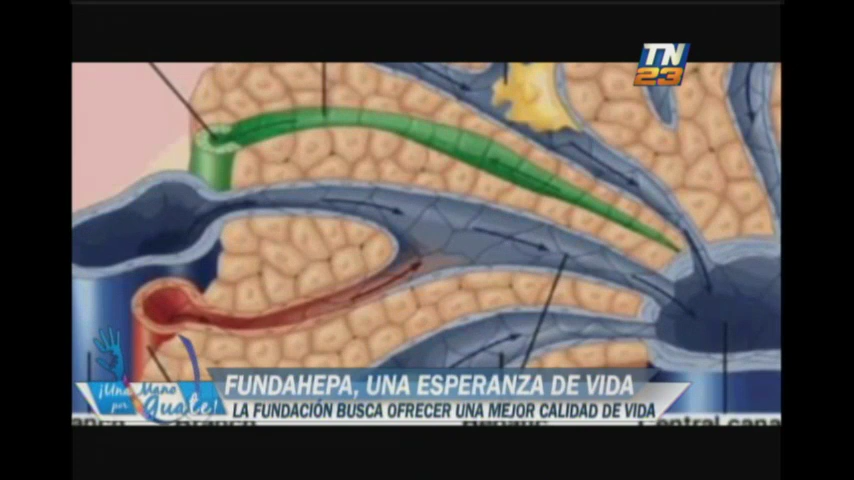 TN
23
FUNDAHEPA, UNA ESPERANZA DE VIDA
LA FUNDACIÓN BUSCA OFRECER UNA MEJOR CALIDAD DE VIDA
¡Una Mano
por Guate!